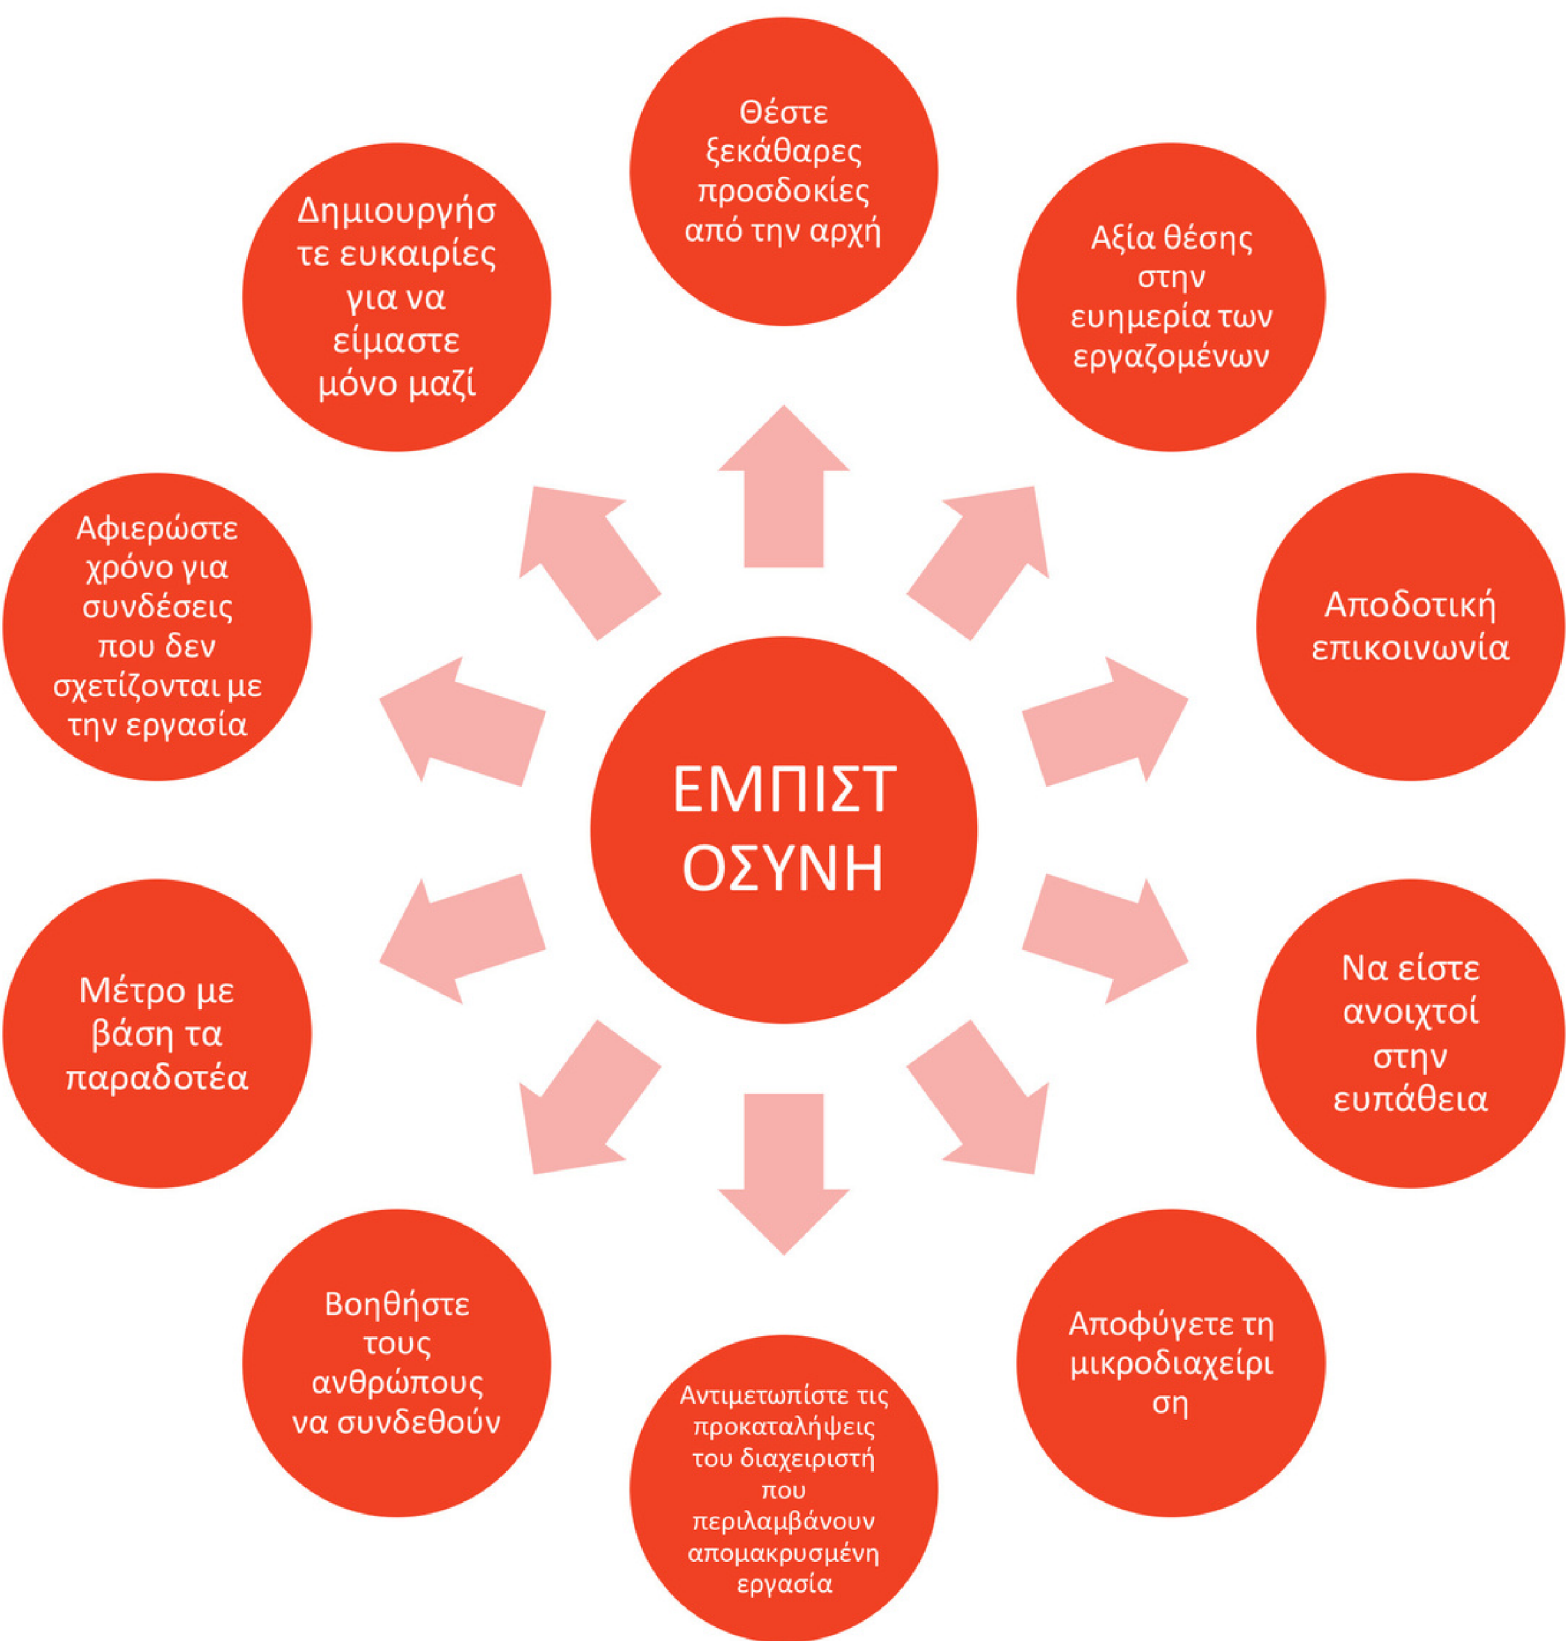 Θέστε
ξεκάθαρες
προσδοκίες
από την αρχή
Αξία θέσης
στην
ευημερία των
εργαζομένων
Αποδοτική
επικοινωνία
Να είστε
ανοιχτοί
στην
ευπάθεια
Αποφύγετε τη
μικροδιαχείρι
ση
Αντιμετωπίστε τις
προκαταλήψεις
του διαχειριστή
που
περιλαμβάνουν
απομακρυσμένη
εργασία
Βοηθήστε
τους
ανθρώπους
να συνδεθούν
Μέτρο με
βάση τα
παραδοτέα
Αφιερώστε
χρόνο για
συνδέσεις
που δεν
σχετίζονται με
την εργασία
Δημιουργήσ
τε ευκαιρίες
για να
είμαστε
μόνο μαζί
ΕΜΠΙΣΤ
ΟΣΥΝΗ